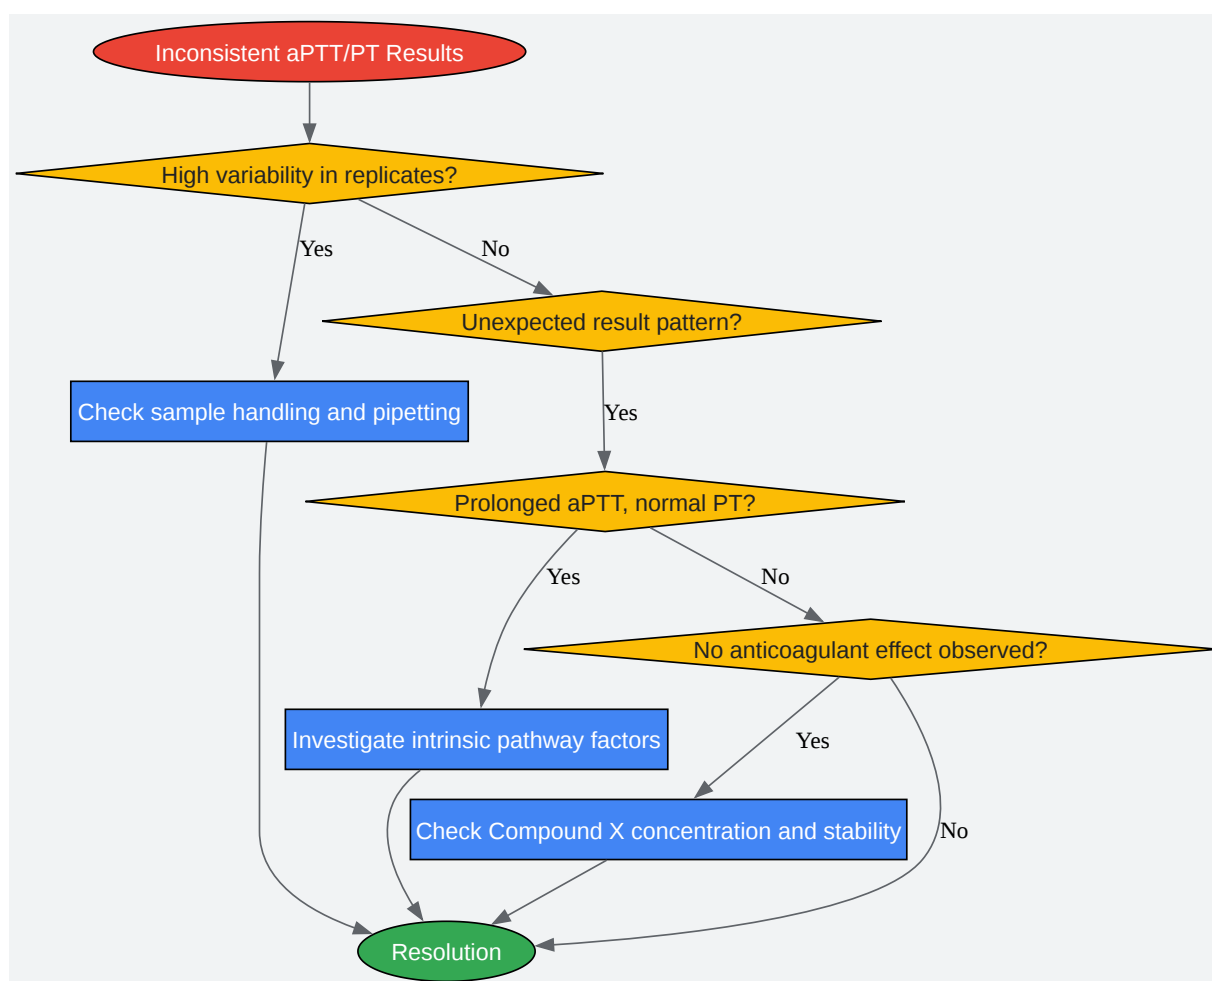 Inconsistent aPTT/PT Results
High variability in replicates?
Yes
No
Unexpected result pattern?
Check sample handling and pipetting
Yes
Prolonged aPTT, normal PT?
Yes
No
No anticoagulant effect observed?
Investigate intrinsic pathway factors
Yes
Check Compound X concentration and stability
No
Resolution